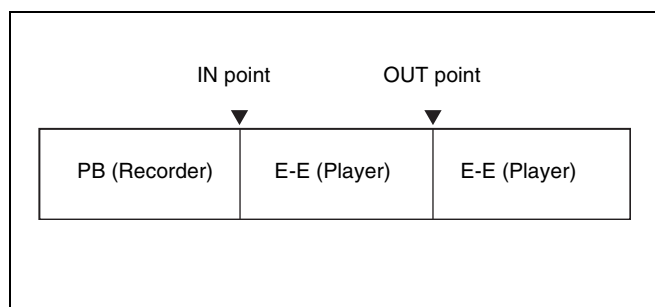 IN point OUT point
PB (Recorder) E-E (Player) E-E (Player)